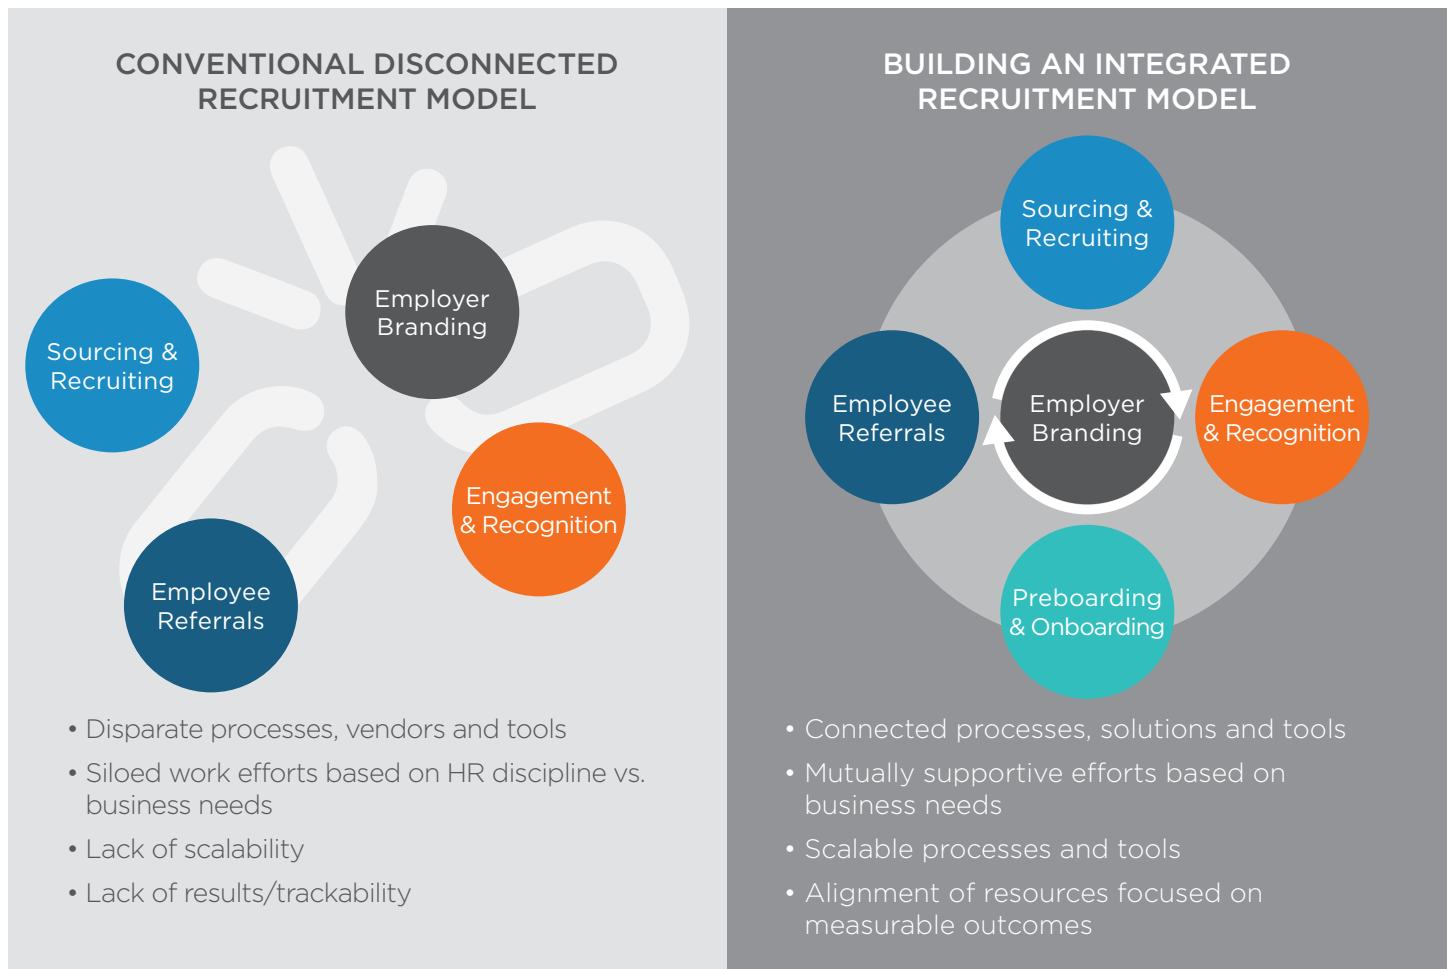 CONVENTIONAL DISCONNECTED
RECRUITMENT MODEL
Employer
Branding
Sourcing &
Recruiting
Engagement
& Recognition
Employee
Referrals
• Disparate processes, vendors and tools
• Siloed work efforts based on HR discipline vs.
business needs
• Lack of scalability
• Lack of results/trackability
BUILDING AN INTEGRATED
RECRUITMENT MODEL
Sourcing &
Recruiting
Employee
Referrals
Employer
Branding
Engagement
& Recognition
Preboarding
& Onboarding
• Connected processes, solutions and tools
• Mutually supportive efforts based on
business needs
• Scalable processes and tools
• Alignment of resources focused on
measurable outcomes